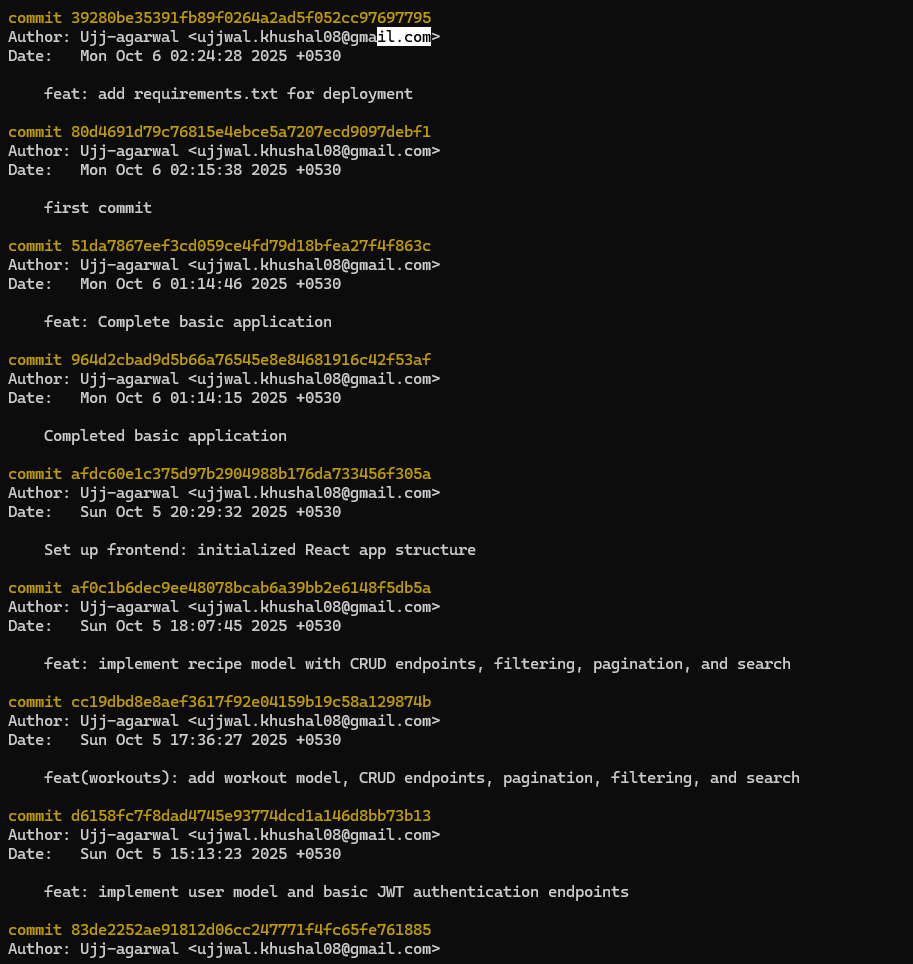 commit 39280be35391fb89f0264a2ad5f052cc97697795
Author: Ujj-agarwal <ujjwal.khushal08@gmail.com>
Date:   Mon Oct 6 02:24:28 2025 +0530
feat: add requirements.txt for deployment
commit 80d4691d79c76815e4ebce5a7207ecd9097debf1
Author: Ujj-agarwal <ujjwal.khushal08@gmail.com>
Date:   Mon Oct 6 02:15:38 2025 +0530
first commit
commit 51da7867eef3cd059ce4fd79d18bfea27f4f863c
Author: Ujj-agarwal <ujjwal.khushal08@gmail.com>
Date:   Mon Oct 6 01:14:46 2025 +0530
feat: Complete basic application
commit 964d2cbad9d5b66a76545e8e84681916c42f53af
Author: Ujj-agarwal <ujjwal.khushal08@gmail.com>
Date:   Mon Oct 6 01:14:15 2025 +0530
Completed basic application
commit afdc60e1c375d97b2904988b176da733456f305a
Author: Ujj-agarwal <ujjwal.khushal08@gmail.com>
Date:   Sun Oct 5 20:29:32 2025 +0530
Set up frontend: initialized React app structure
commit af0c1b6dec9ee48078bcab6a39bb2e6148f5db5a
Author: Ujj-agarwal <ujjwal.khushal08@gmail.com>
Date:   Sun Oct 5 18:07:45 2025 +0530
feat: implement recipe model with CRUD endpoints, filtering, pagination, and search
commit cc19dbd8e8aef3617f92e04159b19c58a129874b
Author: Ujj-agarwal <ujjwal.khushal08@gmail.com>
Date:   Sun Oct 5 17:36:27 2025 +0530
feat(workouts): add workout model, CRUD endpoints, pagination, filtering, and search
commit d6158fc7f8dad4745e93774dcd1a146d8bb73b13
Author: Ujj-agarwal <ujjwal.khushal08@gmail.com>
Date:   Sun Oct 5 15:13:23 2025 +0530
feat: implement user model and basic JWT authentication endpoints
commit 83de2252ae91812d06cc247771f4fc65fe761885
Author: Ujj-agarwal <ujjwal.khushal08@gmail.com>